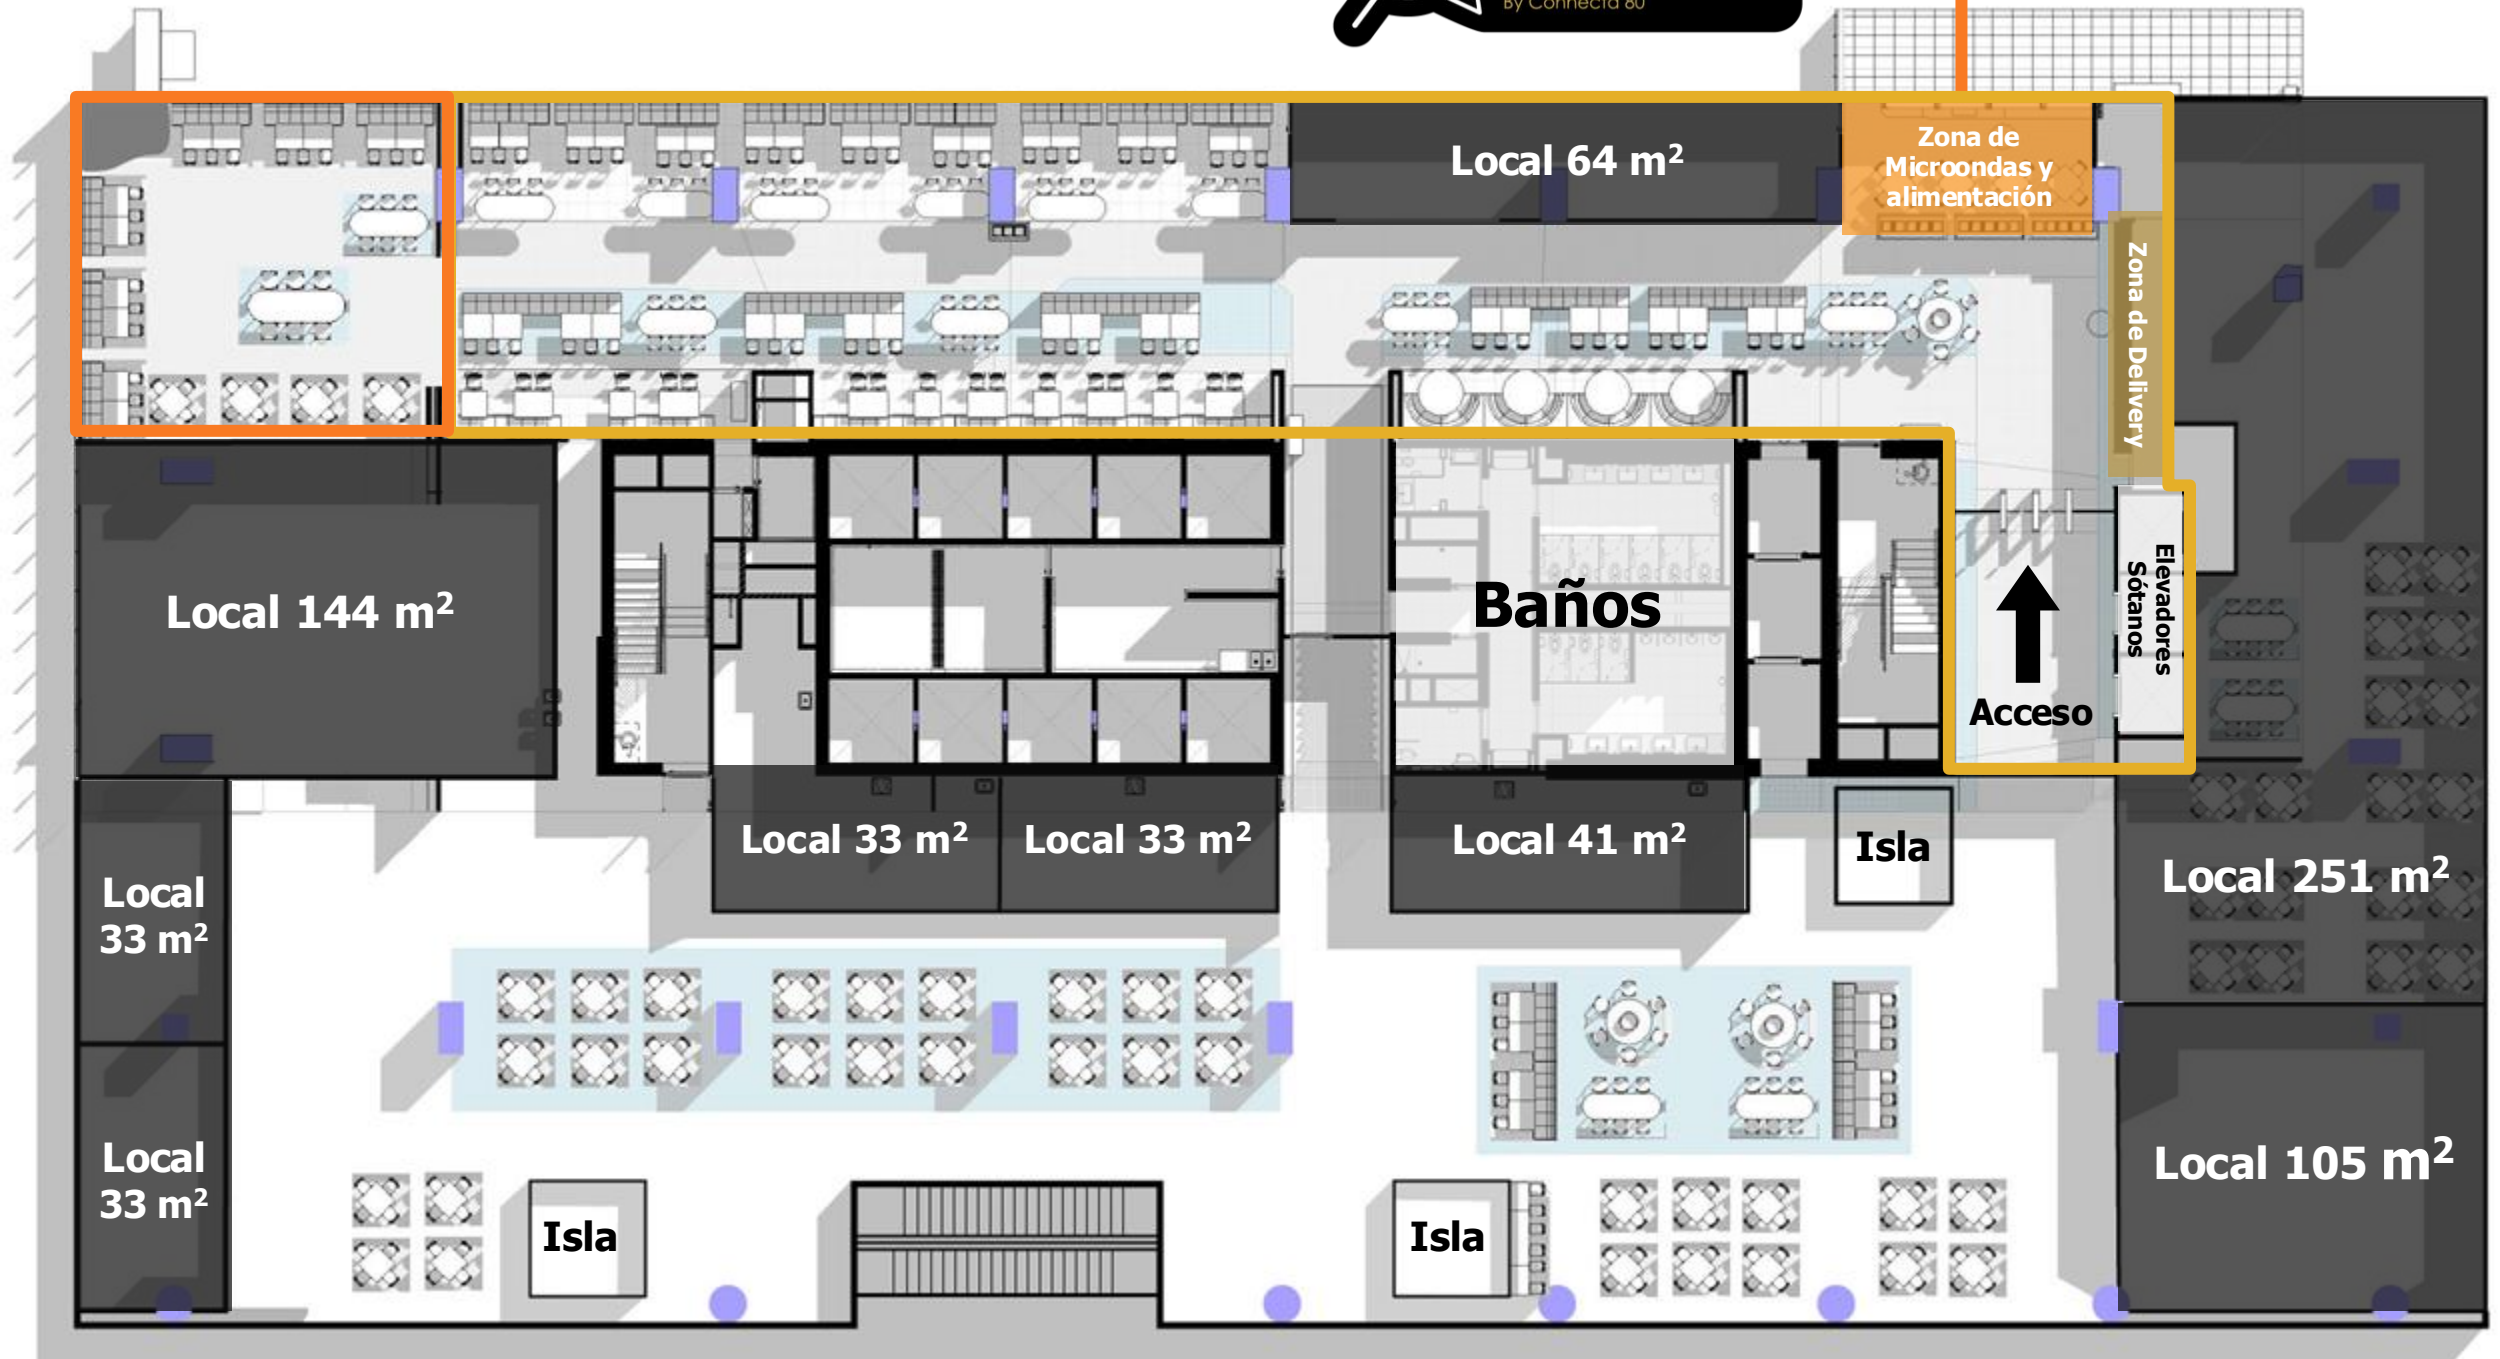 By Connecta 80
Local 64 m²
Zona de
Microondas y
alimentación
Zona de Delivery
Elevadores
Sótanos
Acceso
Baños
Local 144 m²
Local 33 m²
Local 33 m²
Local 41 m²
Isla
Local 251 m²
Local
33 m²
Local
33 m²
Local 105 m²
Isla
Isla